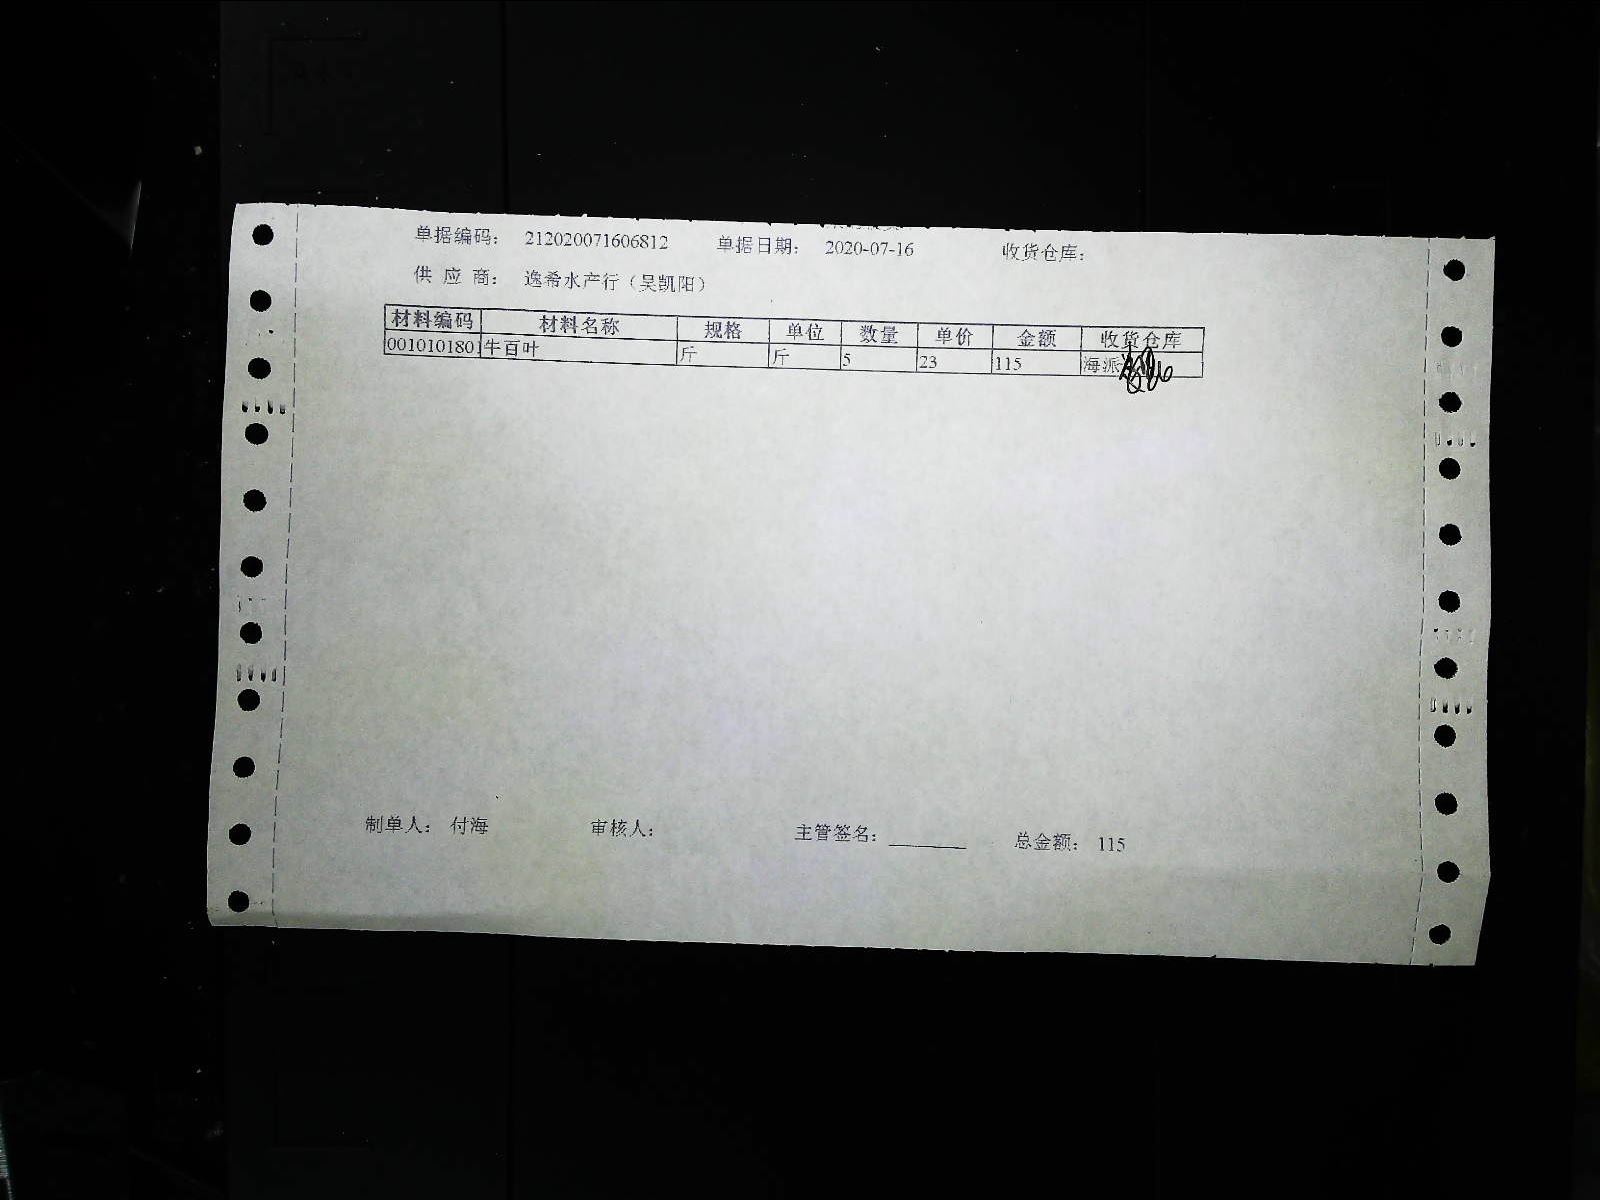 单据编码： 212020071606812 单据日期： 2020-07-16 收货仓库：
供 应 商： 逸希水产行（吴凯阳）
材料编码 材料名称 规格 单位 数量 单价 金额 收货仓库
001010180 牛百叶 斤 斤 5 23 115 海派
制单人： 付海 审核人： 主管签名： 总金额： 115